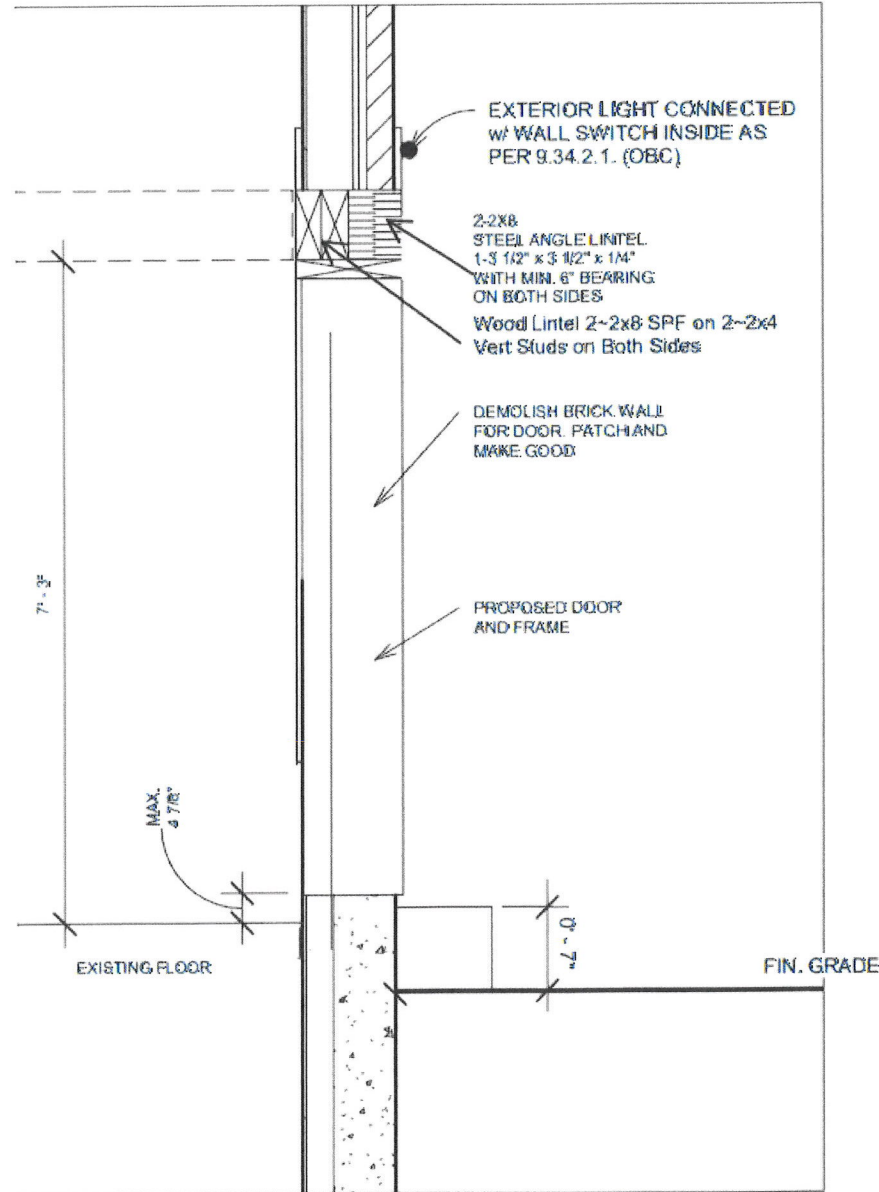 EXTERIOR LIGHT CONNECTED
w/ WALL SWITCH INSIDE AS
PER 9.34.2.1. (OBC)
2-2X8
STEEL ANGLE LINTEL
1-3 1/2" x 3 1/2" x 1/4"
WITH MIN. 6" BEARING
ON BOTH SIDES
Wood Lintel 2~2x8 SPF on 2~2x4
Vert Studs on Both Sides
DEMOLISH BRICK WALL
FOR DOOR. PATCH AND
MAKE GOOD
7' - 3"
PROPOSED DOOR
AND FRAME
MAX.
4 7/8"
0' - 7"
EXISTING FLOOR
FIN. GRADE